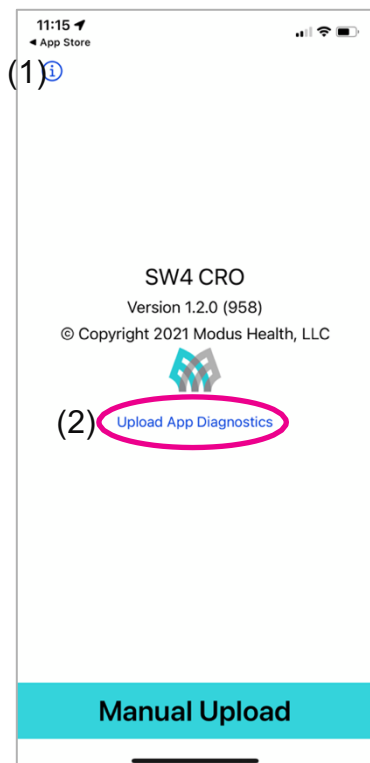 11:15
◀ App Store
(1) i
SW4 CRO
Version 1.2.0 (958)
© Copyright 2021 Modus Health, LLC
(2) Upload App Diagnostics
Manual Upload